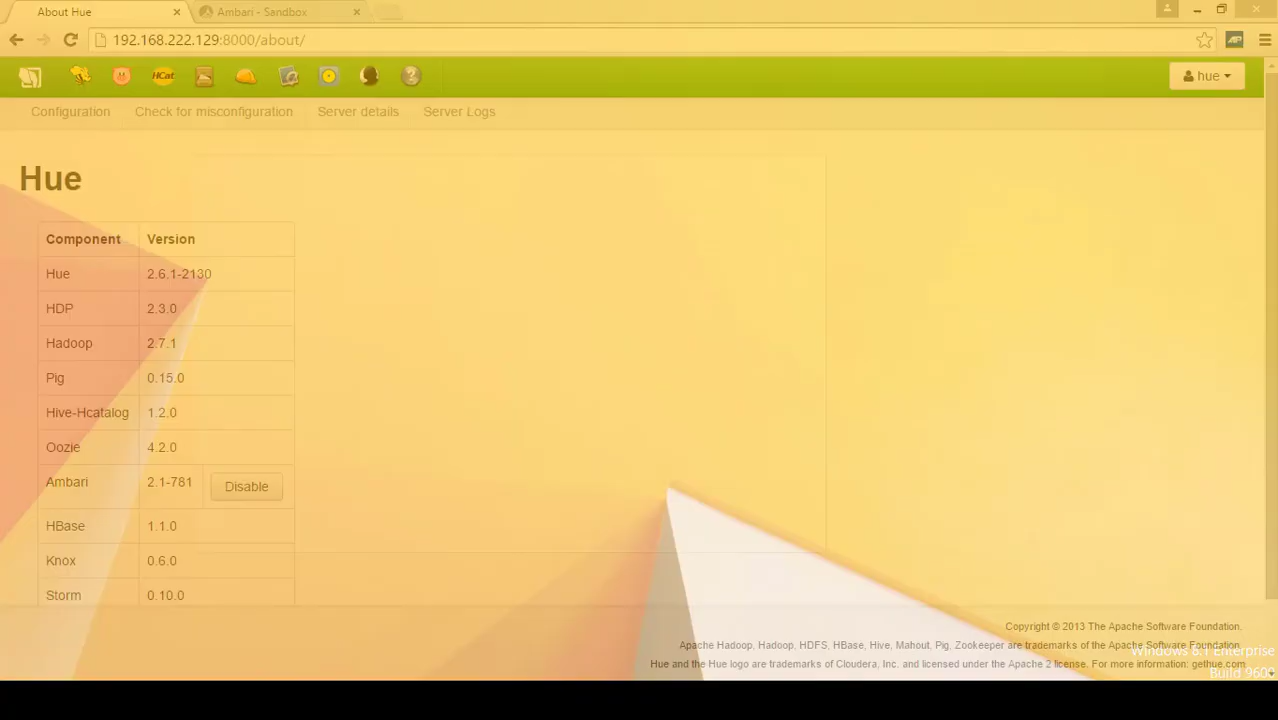 About Hue
Ambari - Sandbox
192.168.222.129:8000/about/
HCat
hue
Configuration
Check for misconfiguration
Server details
Server Logs
Hue
Component Version
Hue 2.6.1-2130
HDP 2.3.0
Hadoop 2.7.1
Pig 0.15.0
Hive-Hcatalog 1.2.0
Oozie 4.2.0
Ambari 2.1-781 Disable
HBase 1.1.0
Knox 0.6.0
Storm 0.10.0
Copyright © 2013 The Apache Software Foundation.
Apache Hadoop, Hadoop, HDFS, HBase, Hive, Mahout, Pig, Zookeeper are trademarks of the Apache Software Foundation.
Windows 8.1 Enterprise
Hue and the Hue logo are trademarks of Cloudera, Inc. and licensed under the Apache 2 license. For more information: gethue.com
Build 9600